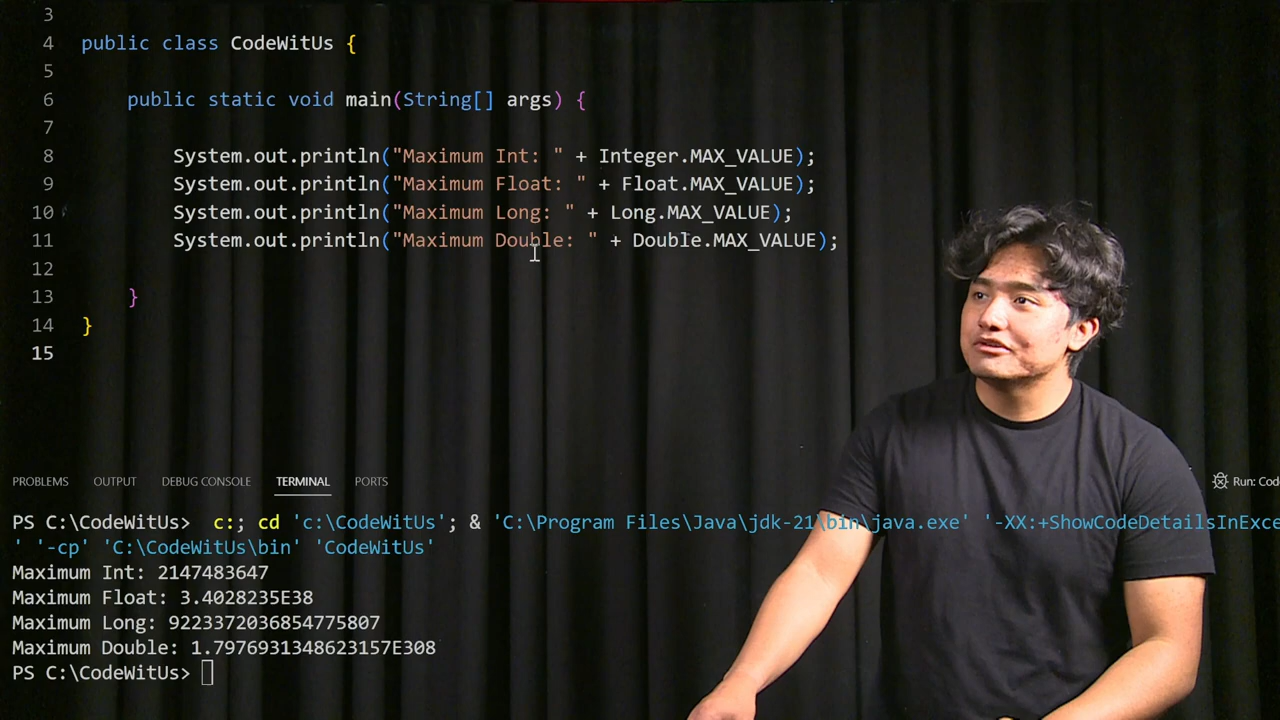 3
4 public class CodeWitUs {
5
6 public static void main(String[] args) {
7
8 System.out.println("Maximum Int: " + Integer.MAX_VALUE);
9 System.out.println("Maximum Float: " + Float.MAX_VALUE);
10 System.out.println("Maximum Long: " + Long.MAX_VALUE);
11 System.out.println("Maximum Double: " + Double.MAX_VALUE);
12
13 }
14 }
15
PROBLEMS OUTPUT DEBUG CONSOLE TERMINAL PORTS Run: Cod
PS C:\CodeWitUs> c:; cd 'c:\CodeWitUs'; & 'C:\Program Files\Java\jdk-21\bin\java.exe' '-XX:+ShowCodeDetailsInExce
' '-cp' 'C:\CodeWitUs\bin' 'CodeWitUs'
Maximum Int: 2147483647
Maximum Float: 3.4028235E38
Maximum Long: 9223372036854775807
Maximum Double: 1.7976931348623157E308
PS C:\CodeWitUs>